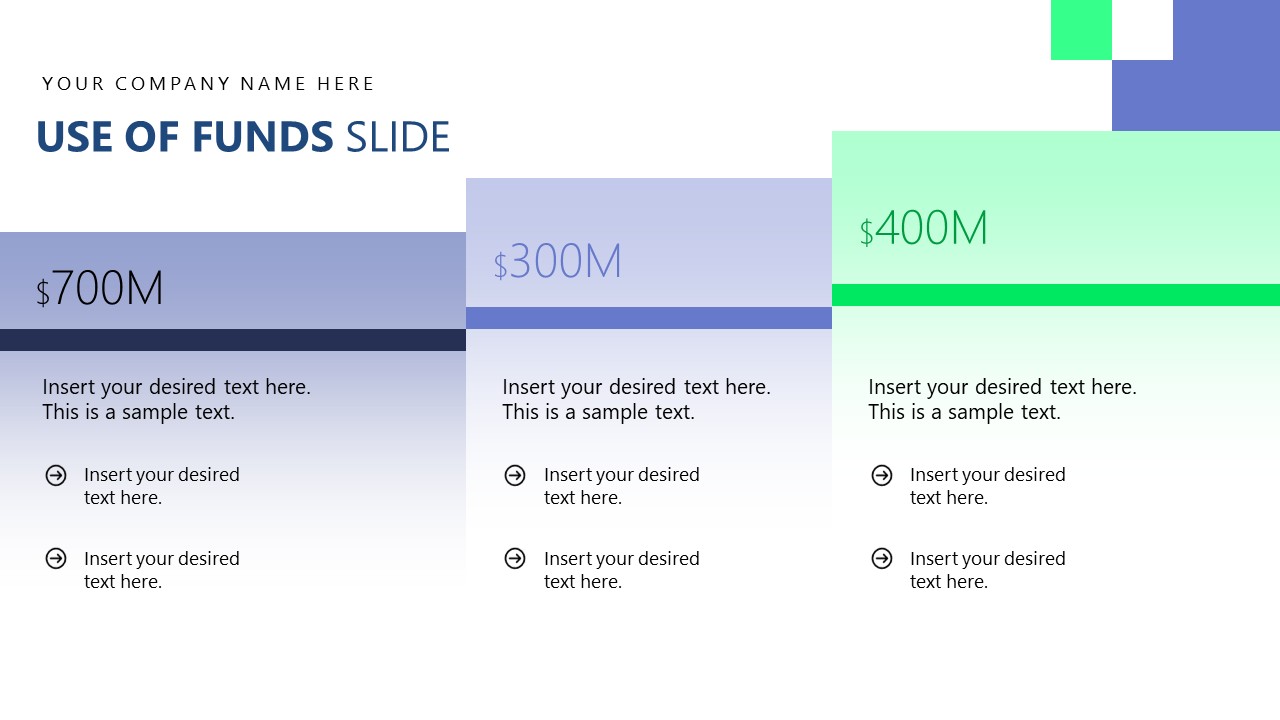 YOUR COMPANY NAME HERE
USE OF FUNDS SLIDE
$700M
Insert your desired text here.
This is a sample text.
Insert your desired
text here.
Insert your desired
text here.
$300M
Insert your desired text here.
This is a sample text.
Insert your desired
text here.
Insert your desired
text here.
$400M
Insert your desired text here.
This is a sample text.
Insert your desired
text here.
Insert your desired
text here.